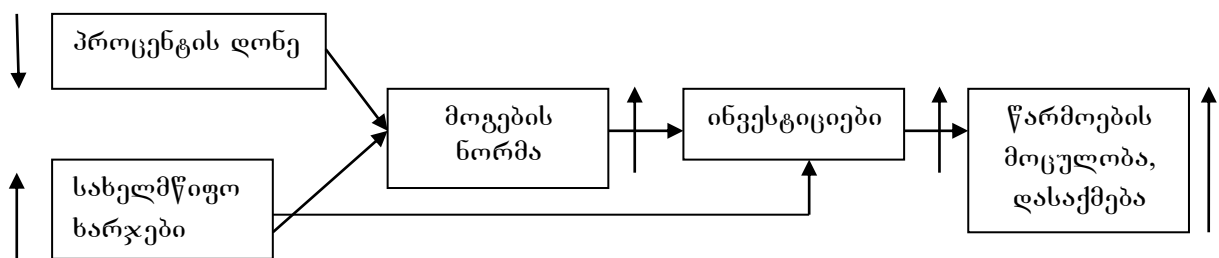 პროცენტის დონე
სახელმწიფო
ხარჯები
მოგების
ნორმა
ინვესტიციები
წარმოების
მოცულობა,
დასაქმება